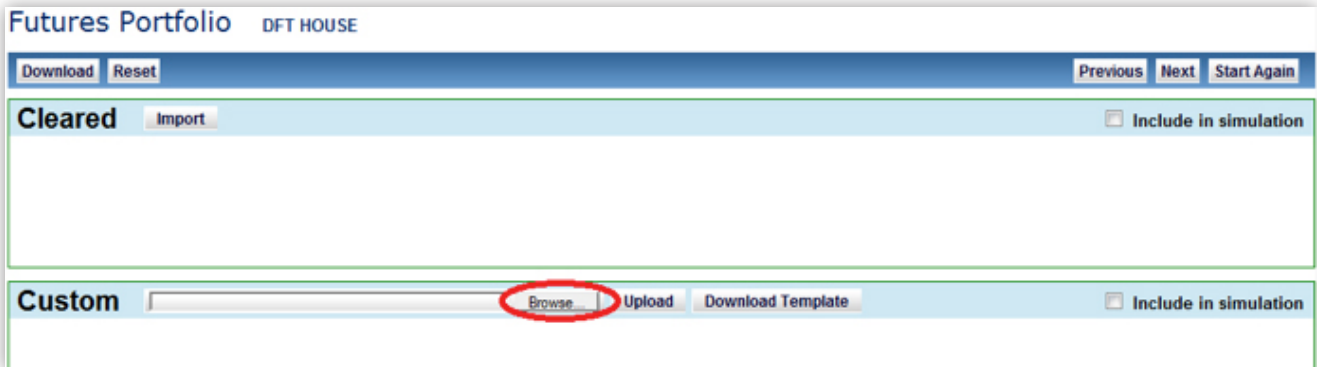 Futures Portfolio DFT HOUSE
Download Reset Previous Next Start Again
Cleared Import Include in simulation
Custom Browse... Upload Download Template Include in simulation